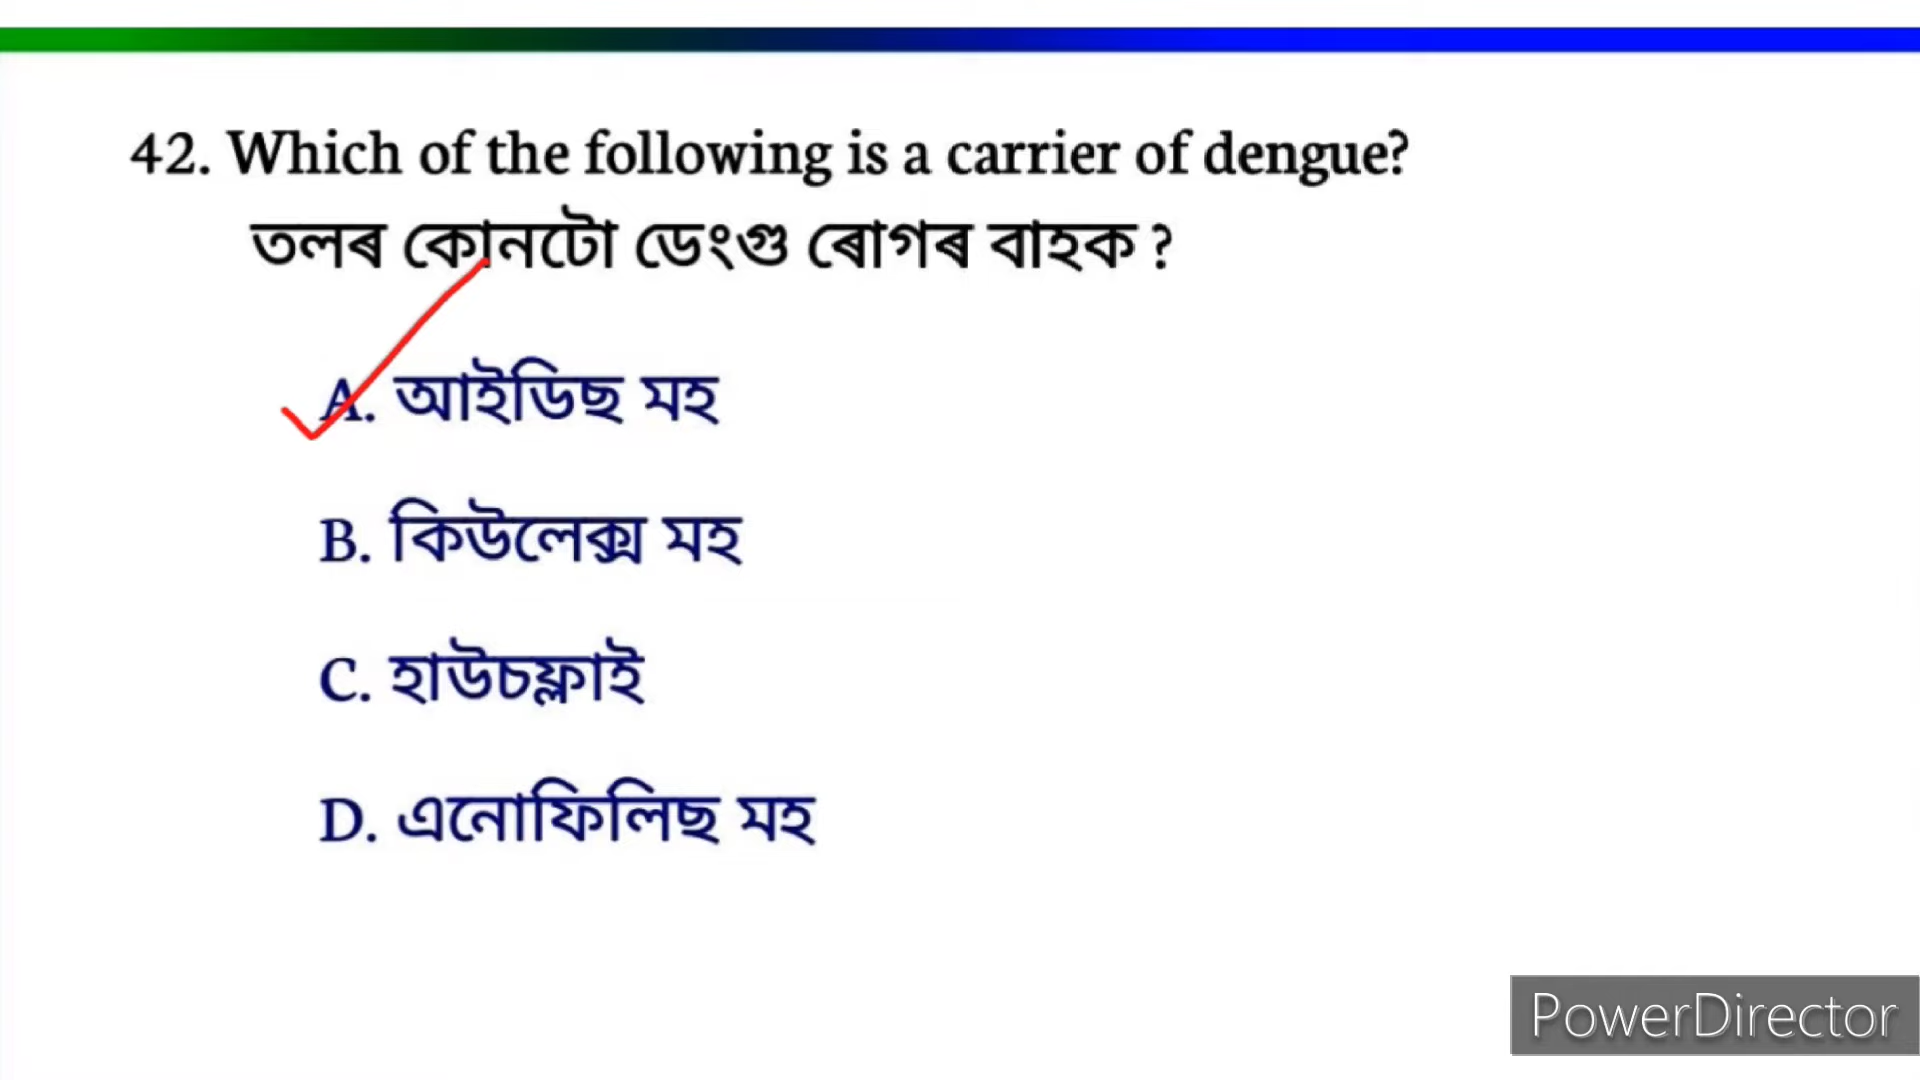 42. Which of the following is a carrier of dengue?
তলৰ কোনটো ডেংগু ৰোগৰ বাহক ?
A. আইডিছ মহ
B. কিউলেক্স মহ
C. হাউচফ্লাই
D. এনোফিলিছ মহ
PowerDirector